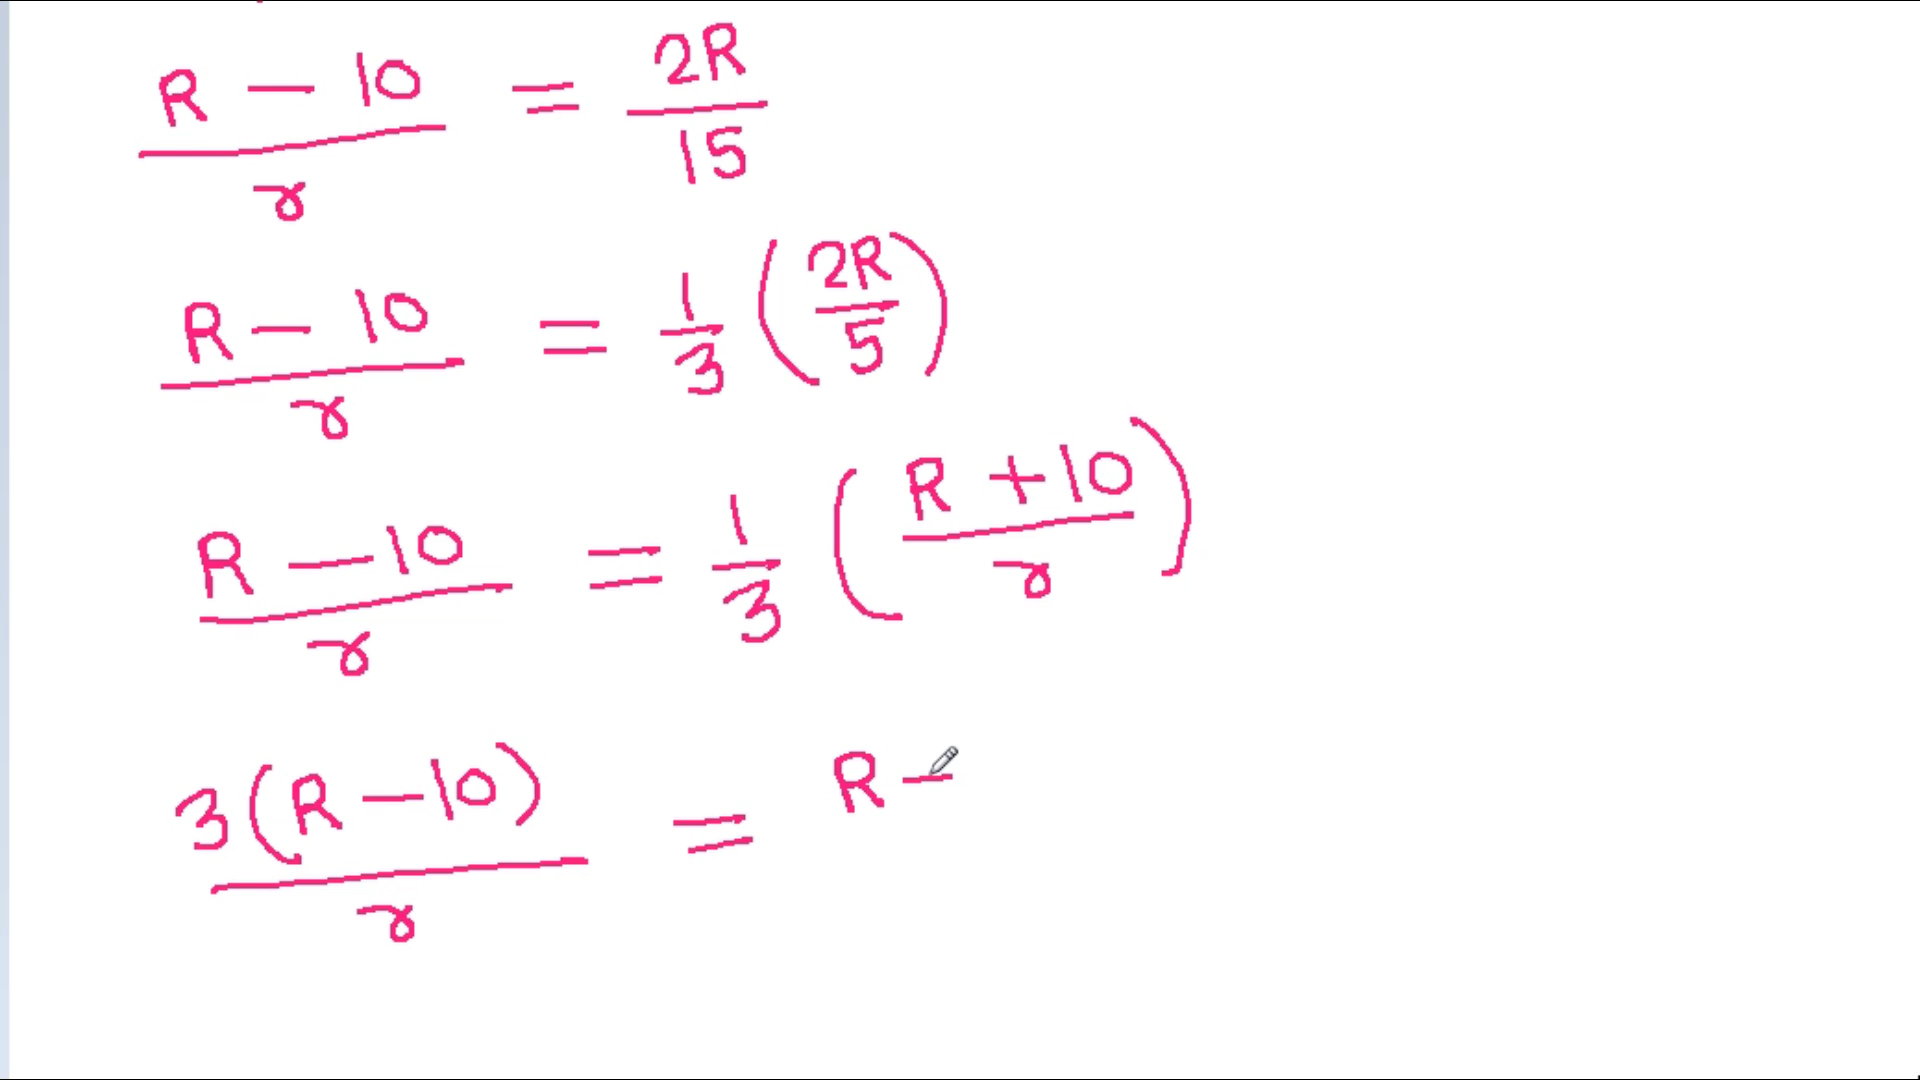 R - 10 / r = 2R / 15
R - 10 / r = 1/3 (2R / 5)
R - 10 / r = 1/3 (R + 10 / r)
3(R - 10) / r = R -